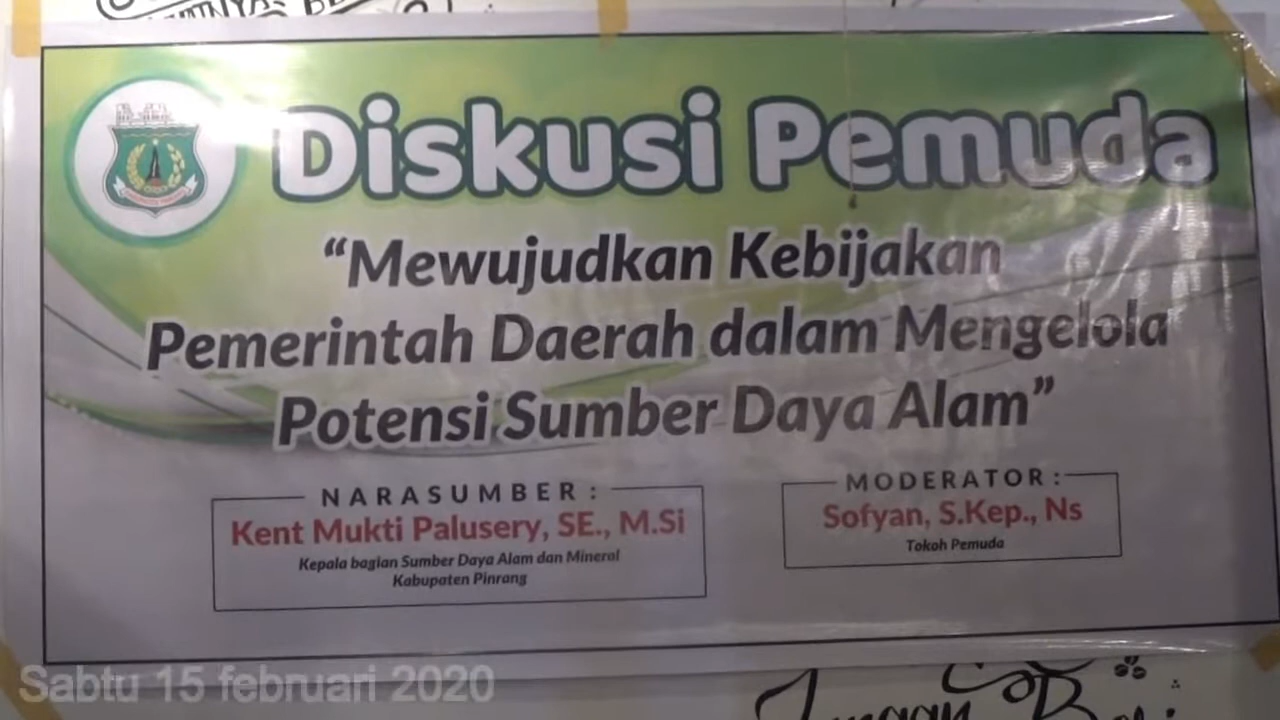 Diskusi Pemuda
“Mewujudkan Kebijakan
Pemerintah Daerah dalam Mengelola
Potensi Sumber Daya Alam”
NARASUMBER :
Kent Mukti Palusery, SE., M.Si
Kepala bagian Sumber Daya Alam dan Mineral
Kabupaten Pinrang
MODERATOR :
Sofyan, S.Kep., Ns
Tokoh Pemuda
Sabtu 15 februari 2020